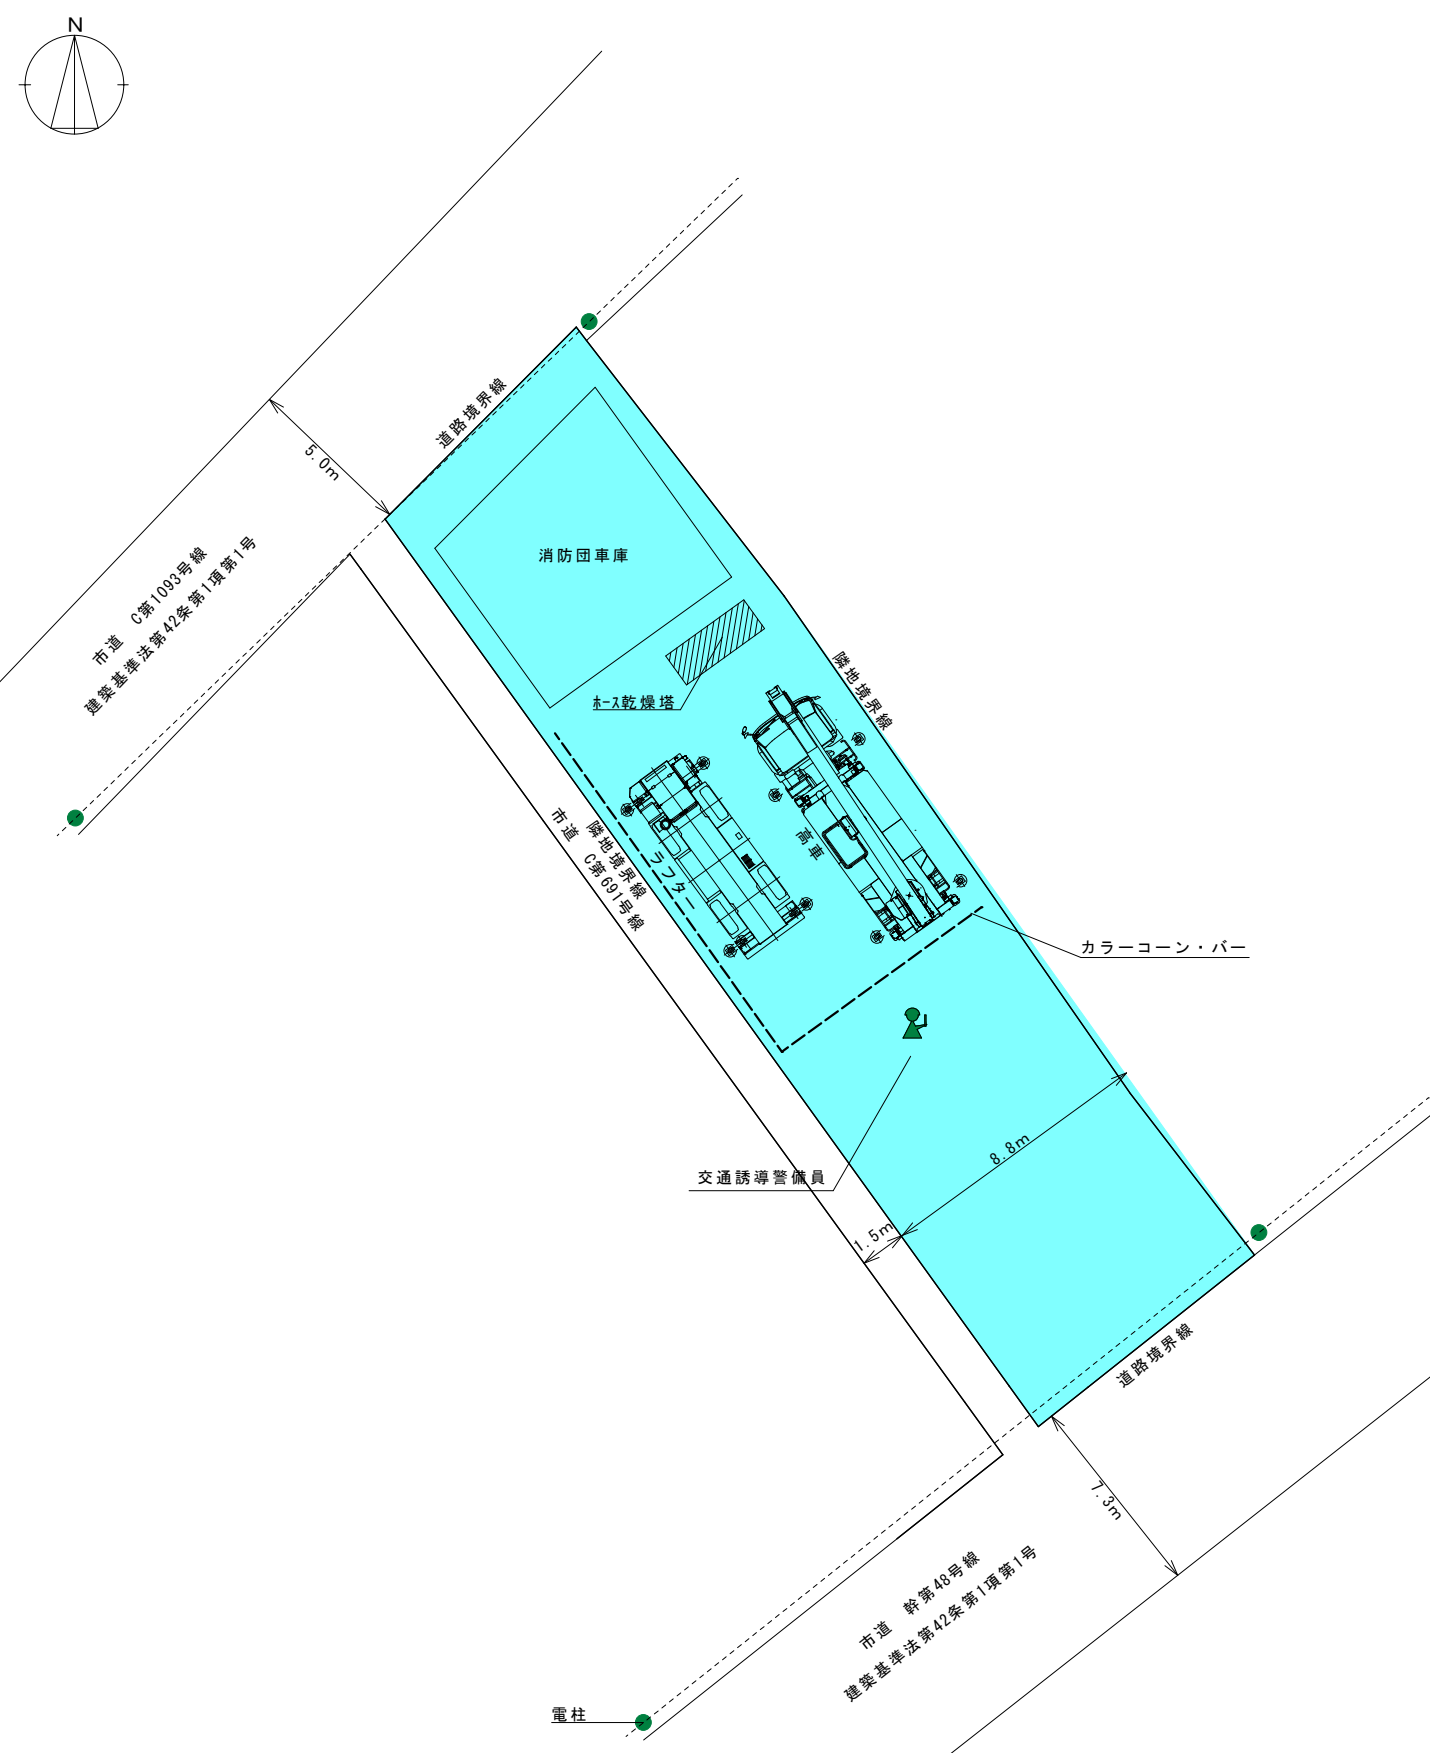 N
道路境界線
5.0m
消防団車庫
市道　C第1093号線
建築基準法第42条第1項第1号
ﾎｰｽ乾燥塔
隣地境界線
高車
ラフター
隣地境界線
市道　C第691号線
カラーコーン・バー
8.8m
交通誘導警備員
1.5m
道路境界線
7.3m
市道　幹第48号線
建築基準法第42条第1項第1号
電柱